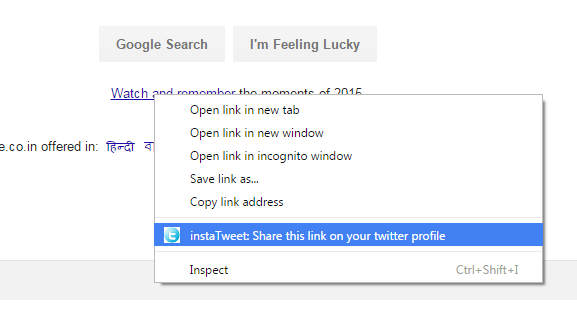 Google Search I'm Feeling Lucky
Watch and remember the moments of 2015
Open link in new tab
Open link in new window
e.co.in offered in: हिन्दी
Open link in incognito window
Save link as...
Copy link address
instaTweet: Share this link on your twitter profile
Inspect Ctrl+Shift+I